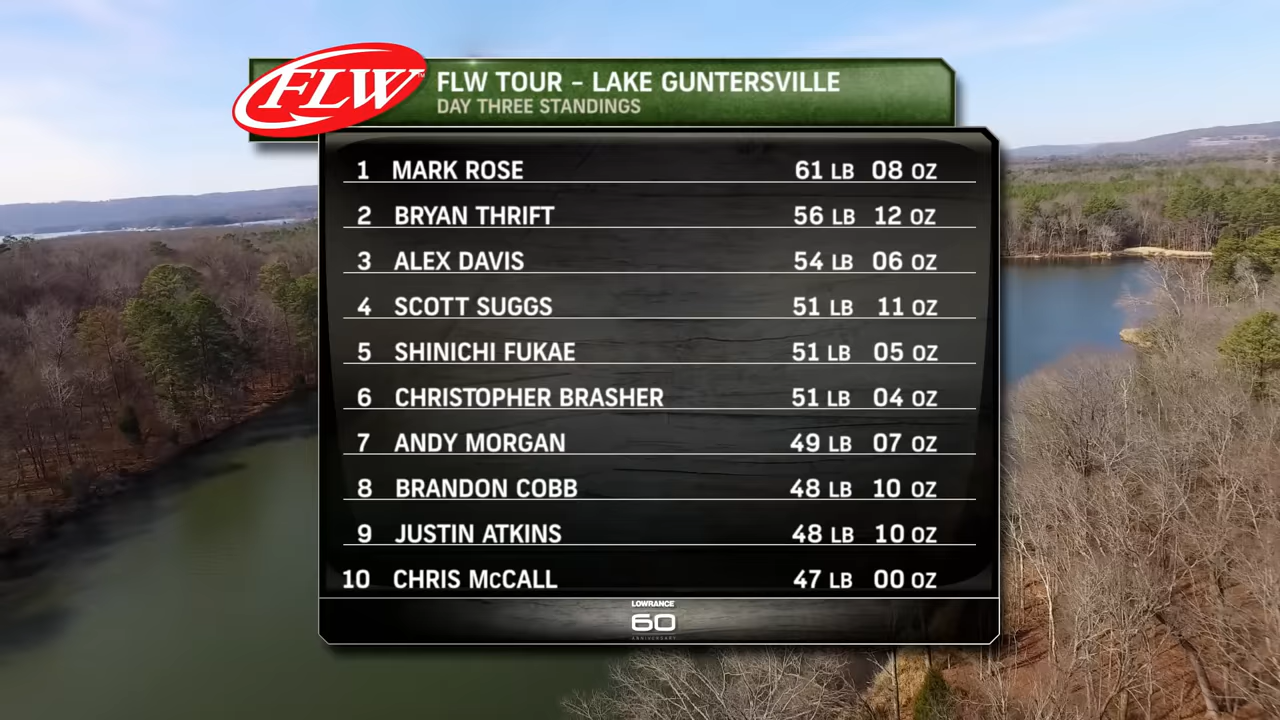 FLW™
FLW TOUR - LAKE GUNTERSVILLE
DAY THREE STANDINGS
1 MARK ROSE 61 LB 08 OZ
2 BRYAN THRIFT 56 LB 12 OZ
3 ALEX DAVIS 54 LB 06 OZ
4 SCOTT SUGGS 51 LB 11 OZ
5 SHINICHI FUKAE 51 LB 05 OZ
6 CHRISTOPHER BRASHER 51 LB 04 OZ
7 ANDY MORGAN 49 LB 07 OZ
8 BRANDON COBB 48 LB 10 OZ
9 JUSTIN ATKINS 48 LB 10 OZ
10 CHRIS McCALL 47 LB 00 OZ
LOWRANCE
60
ANNIVERSARY